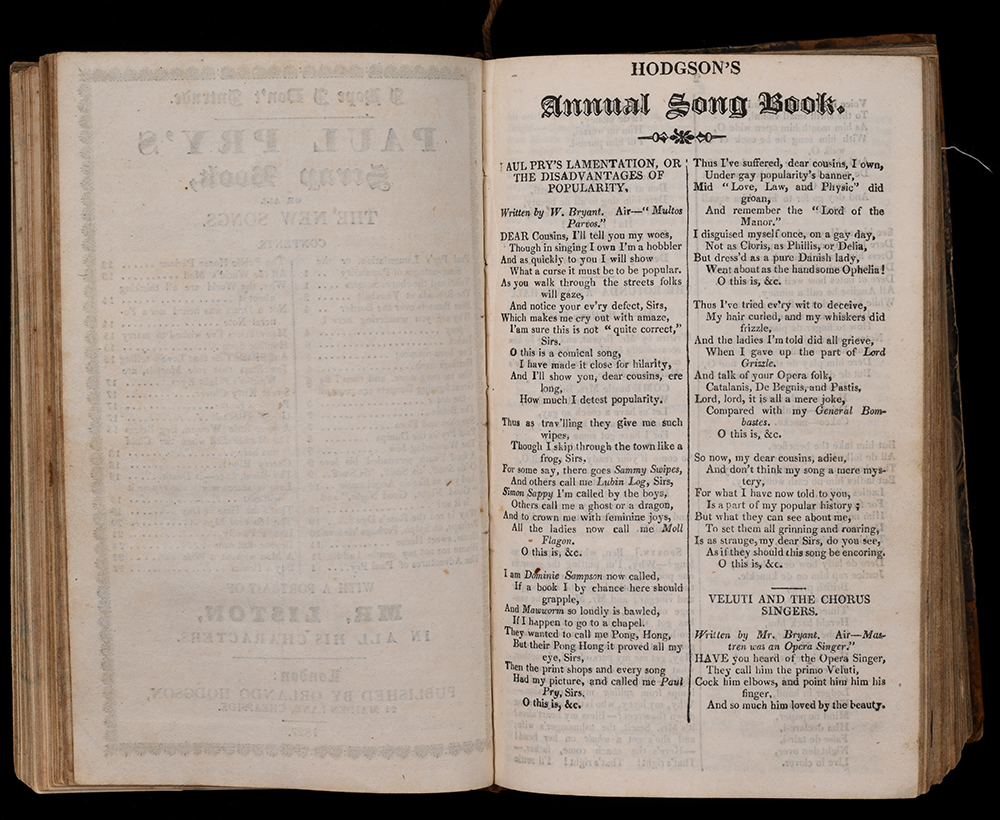 HODGSON'S
Annual Song Book.
AUL PRY'S LAMENTATION, OR
THE DISADVANTAGES OF
POPULARITY.
Written by W. Bryant. Air—"Multos
Parvos."
DEAR Cousins, I'll tell you my woes,
Though in singing I own I'm a hobbler
And as quickly to you I will show
What a curse it must be to be popular.
As you walk through the streets folks
will gaze,
And notice your ev'ry defect, Sirs,
Which makes me cry out with amaze,
I'am sure this is not "quite correct,"
Sirs.
O this is a comical song,
I have made it close for hilarity,
And I'll show you, dear cousins, ere
long,
How much I detest popularity.
Thus as trav'lling they give me such
wipes,
Though I skip through the town like a
frog, Sirs,
For some say, there goes Sammy Swipes,
And others call me Lubin Log, Sirs,
Simon Sappy I'm called by the boys,
Others call me a ghost or a dragon,
And to crown me with feminine joys,
All the ladies now call me Moll
Flagon.
O this is, &c.
I am Dominie Sampson now called,
If a book I by chance here should
grapple,
And Mawworm so loudly is bawled,
If I happen to go to a chapel.
They wanted to call me Pong, Hong,
But their Pong Hong it proved all my
eye, Sirs,
Then the print shops and every song
Had my picture, and called me Paul
Pry, Sirs,
O this is, &c.
Thus I've suffered, dear cousins, I own,
Under gay popularity's banner,
Mid "Love, Law, and Physic" did
groan,
And remember the "Lord of the
Manor."
I disguised myself once, on a gay day,
Not as Cloris, as Phillis, or Delia,
But dress'd as a pure Danish lady,
Went about as the handsome Ophelia!
O this is, &c.
Thus I've tried ev'ry wit to deceive,
My hair curled, and my whiskers did
frizzle,
And the ladies I'm told did all grieve,
When I gave up the part of Lord
Grizzle.
And talk of your Opera folk,
Catalanis, De Begnis, and Pastis,
Lord, lord, it is all a mere joke,
Compared with my General Bom-
bastes.
O this is, &c.
So now, my dear cousins, adieu,
And don't think my song a mere mys-
tery,
For what I have now told to you,
Is a part of my popular history;
But what they can see about me,
To set them all grinning and roaring,
Is as strange, my dear Sirs, do you see,
As if they should this song be encoring.
O this is, &c.
VELUTI AND THE CHORUS
SINGERS.
Written by Mr. Bryant. Air—Mas-
tren was an Opera Singer."
HAVE you heard of the Opera Singer,
They call him the primo Veluti,
Cock him elbows, and point him him his
finger,
And so much him loved by the beauty.